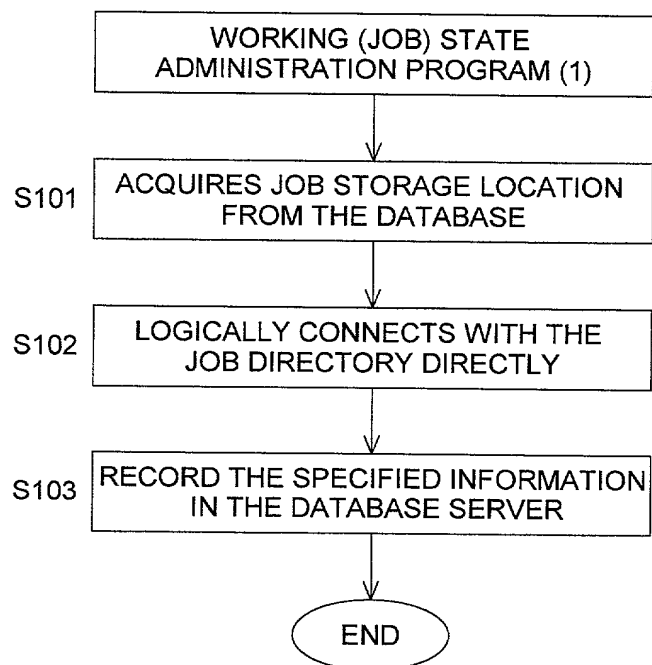 WORKING (JOB) STATE
ADMINISTRATION PROGRAM (1)
S101
ACQUIRES JOB STORAGE LOCATION
FROM THE DATABASE
S102
LOGICALLY CONNECTS WITH THE
JOB DIRECTORY DIRECTLY
S103
RECORD THE SPECIFIED INFORMATION
IN THE DATABASE SERVER
END